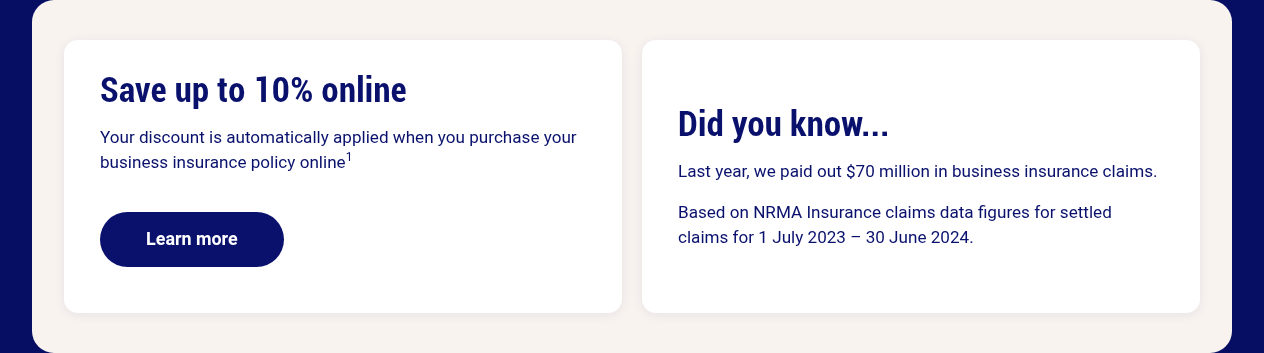 Save up to 10% online
Your discount is automatically applied when you purchase your
business insurance policy online1
Learn more
Did you know...
Last year, we paid out $70 million in business insurance claims.
Based on NRMA Insurance claims data figures for settled
claims for 1 July 2023 – 30 June 2024.